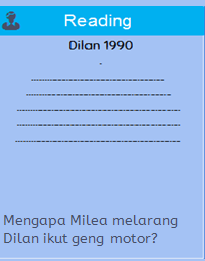 Reading
Dilan 1990
.
Mengapa Milea melarang
Dilan ikut geng motor?